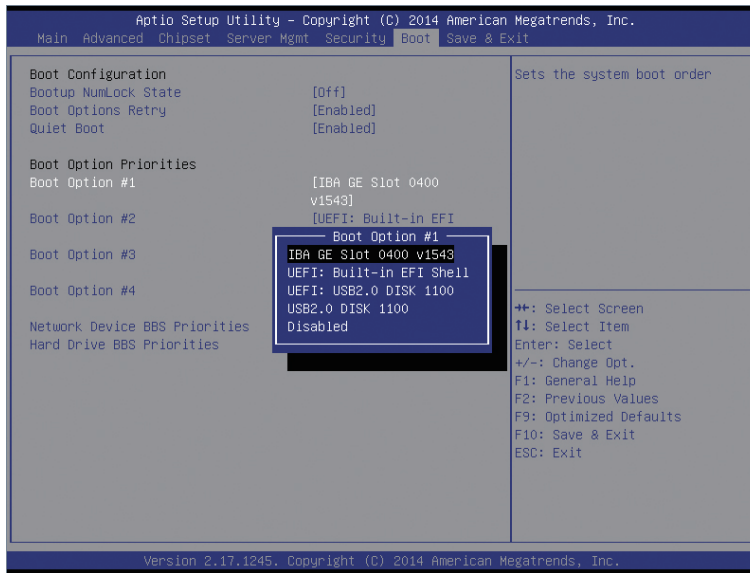 Aptio Setup Utility – Copyright (C) 2014 American Megatrends, Inc.
Main Advanced Chipset Server Mgmt Security Boot Save & Exit
Boot Configuration
Bootup NumLock State [Off]
Boot Options Retry [Enabled]
Quiet Boot [Enabled]
Boot Option Priorities
Boot Option #1 [IBA GE Slot 0400
v1543]
Boot Option #2 [UEFI: Built-in EFI
Boot Option #3
Boot Option #4
Network Device BBS Priorities
Hard Drive BBS Priorities
Boot Option #1
IBA GE Slot 0400 v1543
UEFI: Built-in EFI Shell
UEFI: USB2.0 DISK 1100
USB2.0 DISK 1100
Disabled
Sets the system boot order
→←: Select Screen
↑↓: Select Item
Enter: Select
+/-: Change Opt.
F1: General Help
F2: Previous Values
F9: Optimized Defaults
F10: Save & Exit
ESC: Exit
Version 2.17.1245. Copyright (C) 2014 American Megatrends, Inc.